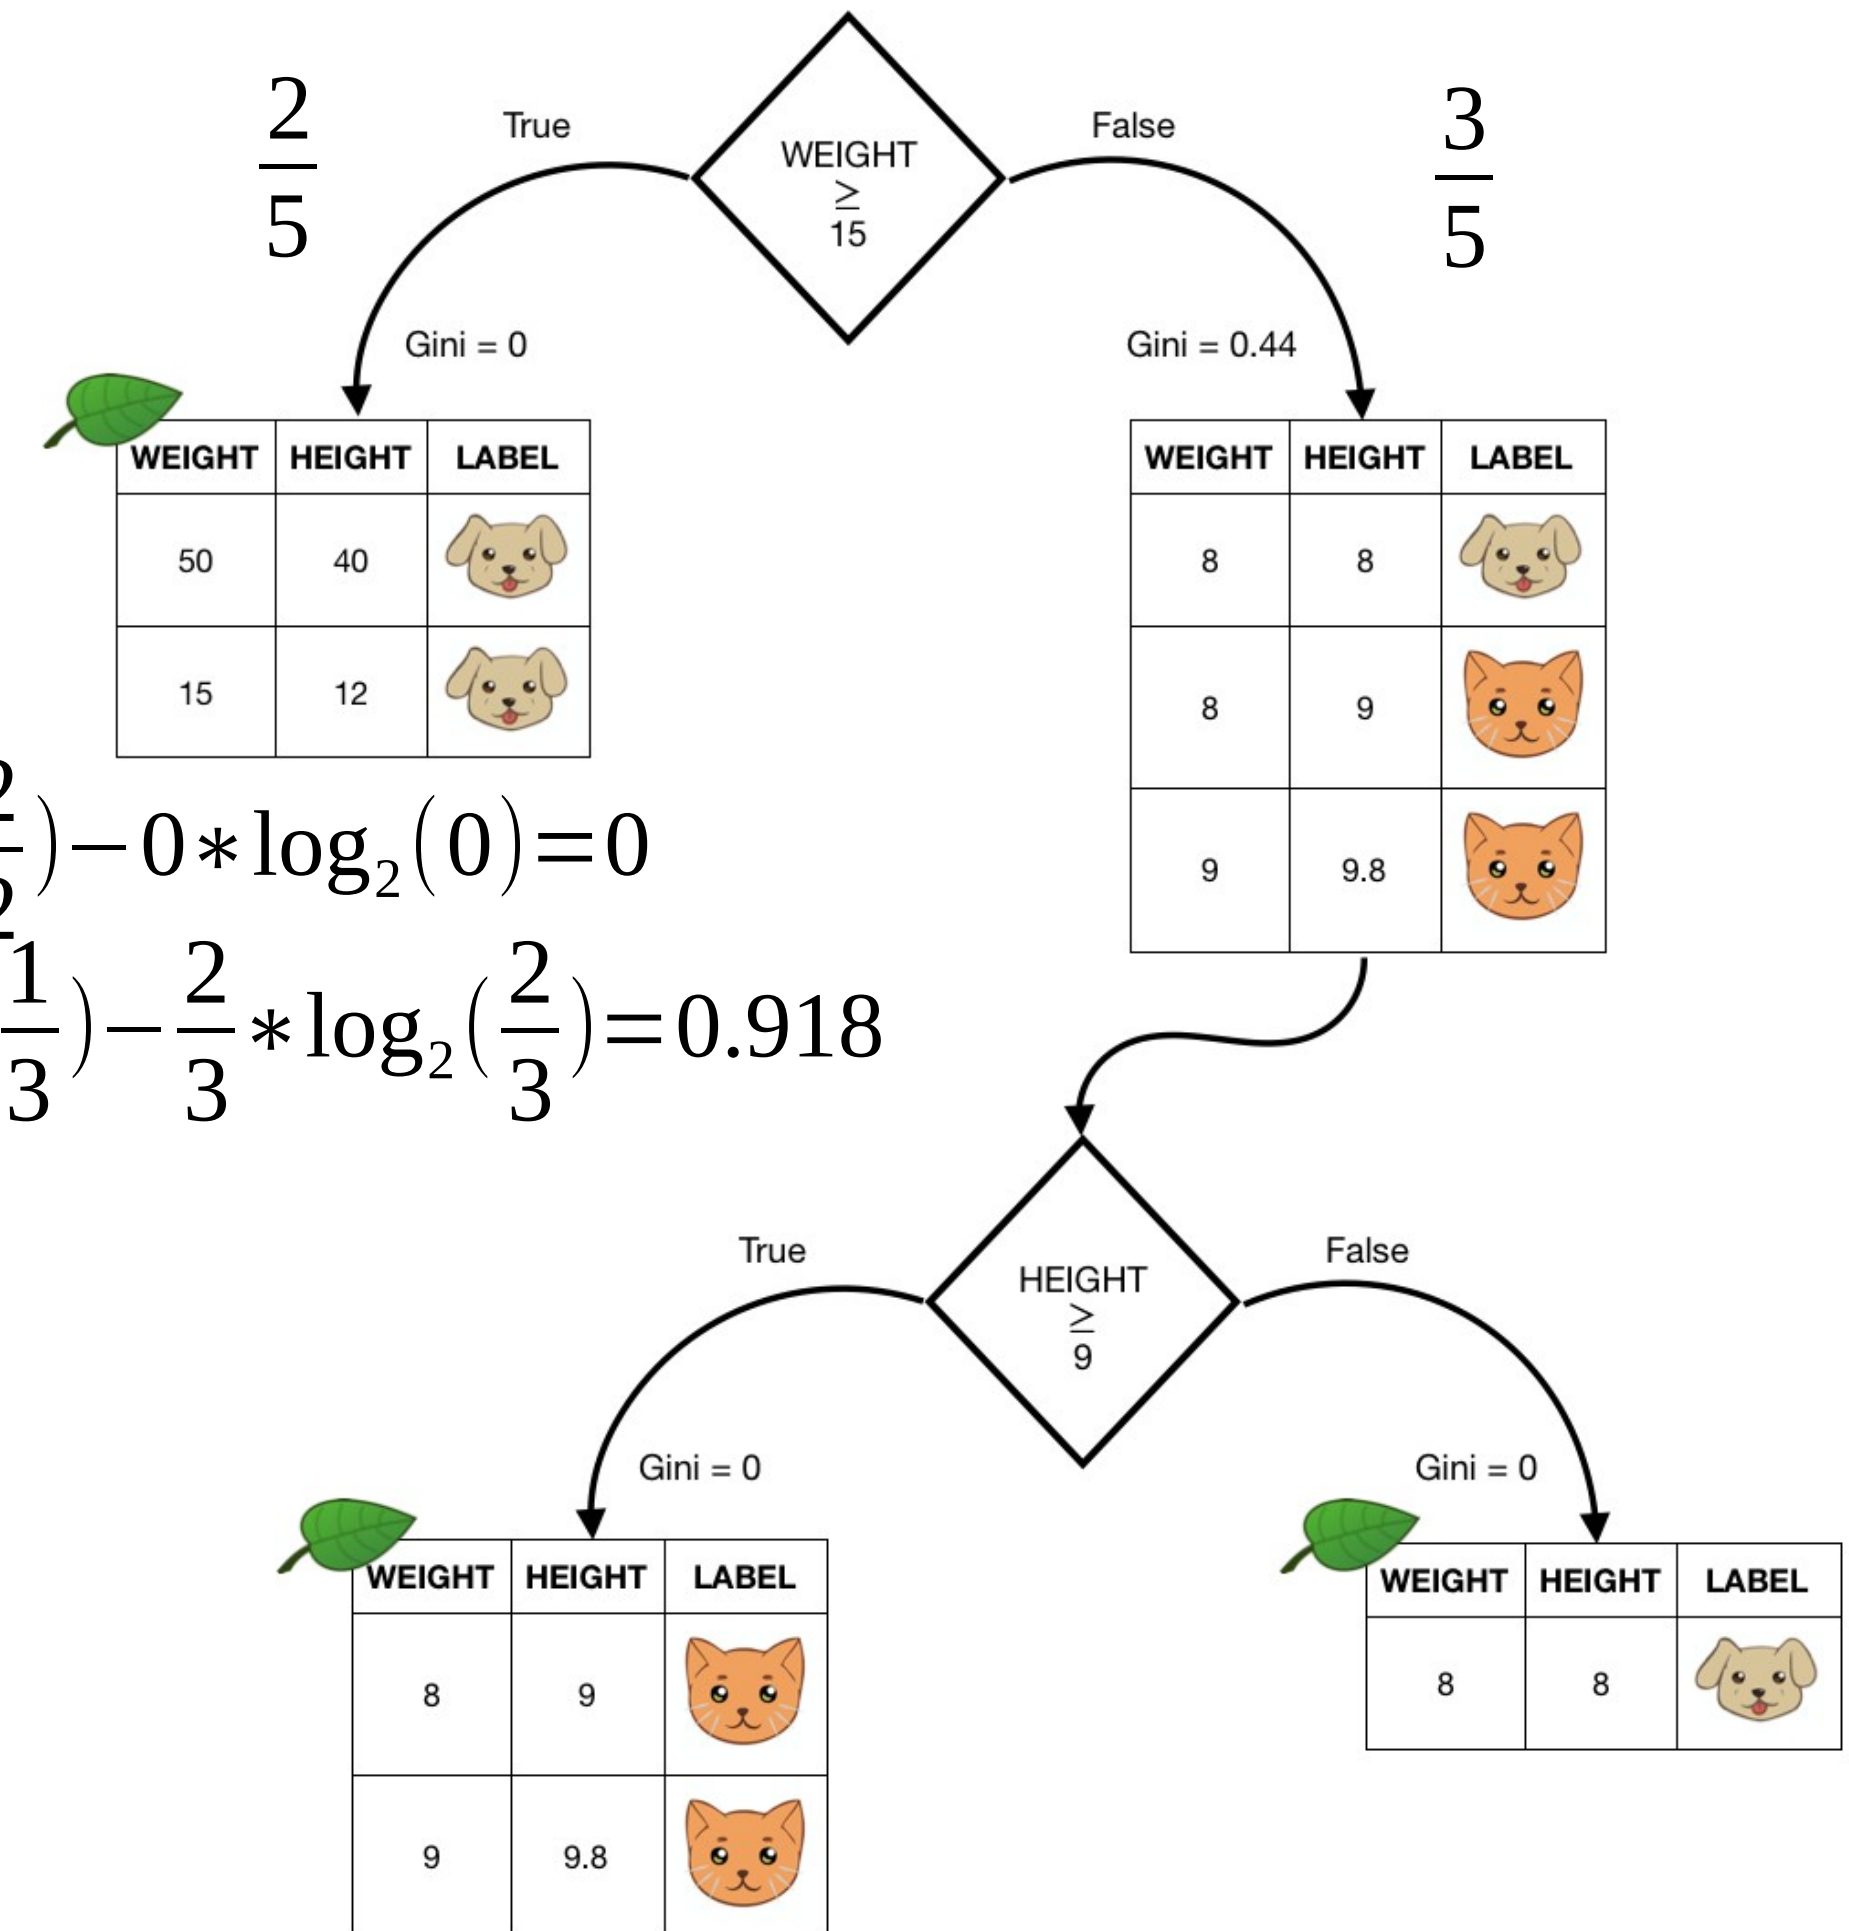 2/5
True
False
3/5
WEIGHT
≥
15
Gini = 0
Gini = 0.44
WEIGHT HEIGHT LABEL
50 40
15 12
WEIGHT HEIGHT LABEL
8 8
8 9
9 9.8
)−0∗log₂(0)=0
1/3)−2/3∗log₂(2/3)=0.918
True
False
HEIGHT
≥
9
Gini = 0
Gini = 0
WEIGHT HEIGHT LABEL
8 9
9 9.8
WEIGHT HEIGHT LABEL
8 8